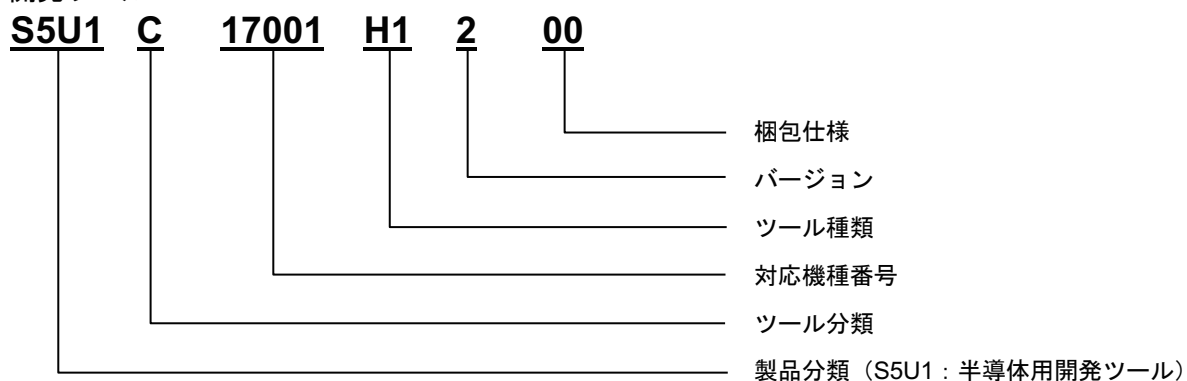 S5U1 C 17001 H1 2 00
梱包仕様
バージョン
ツール種類
対応機種番号
ツール分類
製品分類（S5U1：半導体用開発ツール）